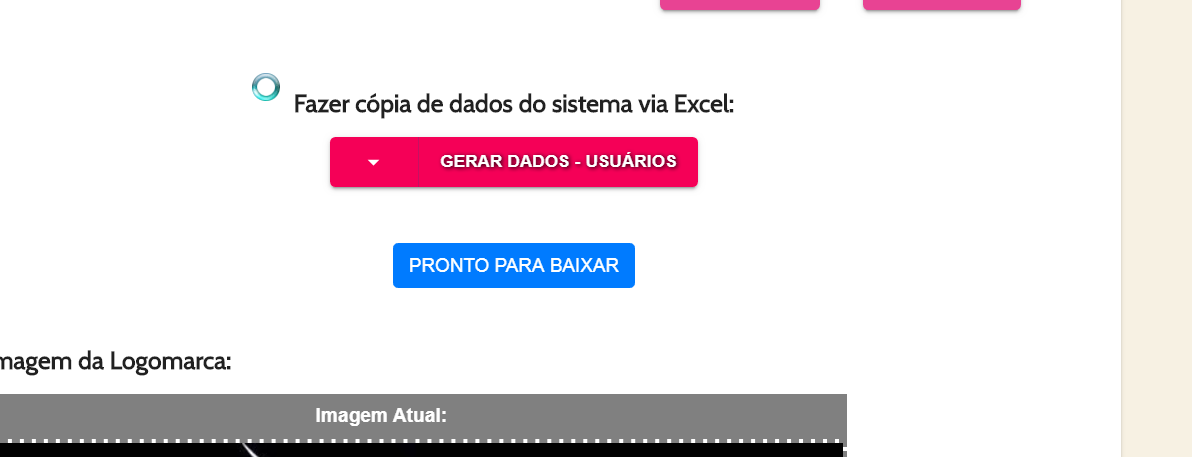 Fazer cópia de dados do sistema via Excel:
GERAR DADOS - USUÁRIOS
PRONTO PARA BAIXAR
magem da Logomarca:
Imagem Atual: